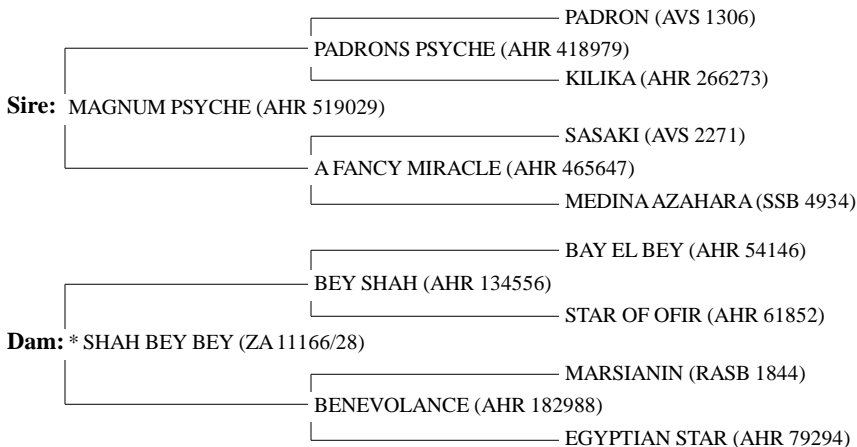 PADRON (AVS 1306)
PADRONS PSYCHE (AHR 418979)
KILIKA (AHR 266273)
Sire: MAGNUM PSYCHE (AHR 519029)
SASAKI (AVS 2271)
A FANCY MIRACLE (AHR 465647)
MEDINA AZAHARA (SSB 4934)
BAY EL BEY (AHR 54146)
BEY SHAH (AHR 134556)
STAR OF OFIR (AHR 61852)
Dam: * SHAH BEY BEY (ZA 11166/28)
MARSIANIN (RASB 1844)
BENEVOLANCE (AHR 182988)
EGYPTIAN STAR (AHR 79294)